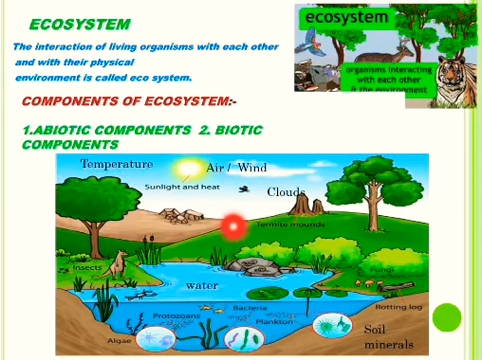 ECOSYSTEM
The interaction of living organisms with each other
and with their physical
environment is called eco system.
COMPONENTS OF ECOSYSTEM:-
1.ABIOTIC COMPONENTS 2. BIOTIC
COMPONENTS
ecosystem
organisms interacting
with each other
& the environment
Temperature
Air / Wind
Sunlight and heat
Clouds
Termite mounds
Insects
Fungi
water
Bacteria
Rotting log
Protozoans
Plankton
Algae
Soil
minerals